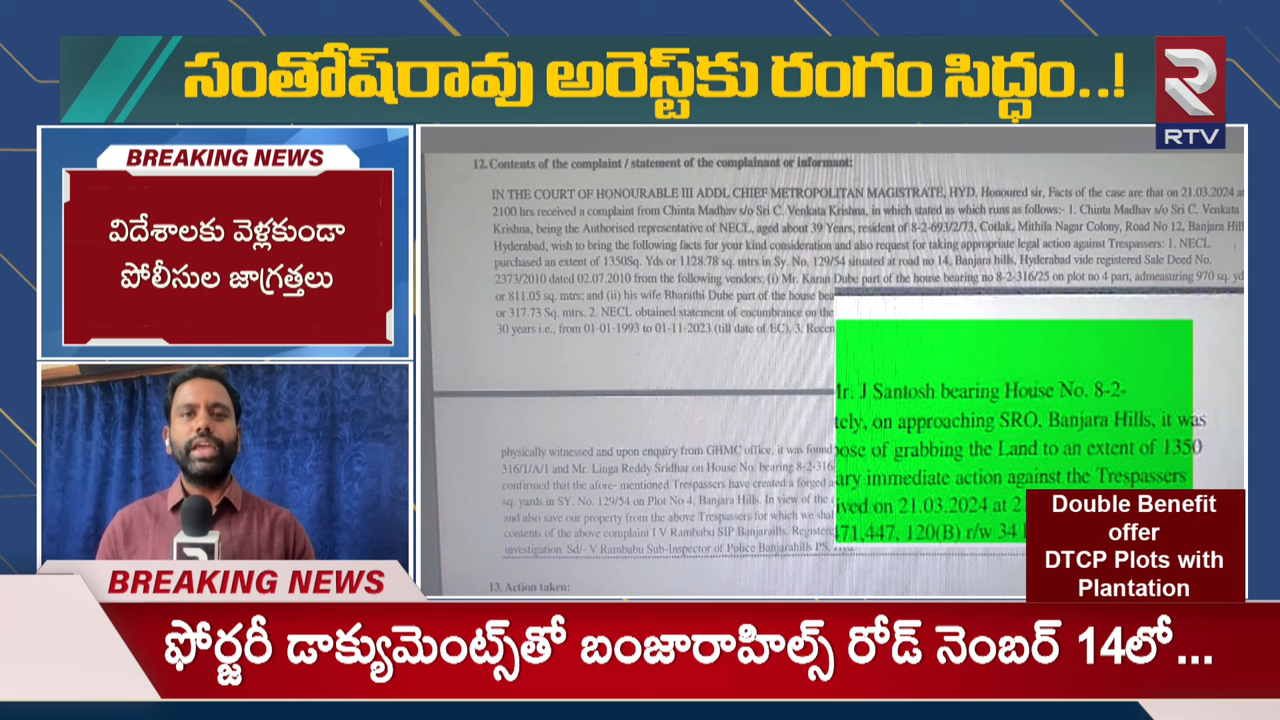 సంతోష్‌రావు అరెస్ట్‌కు రంగం సిద్ధం..!
RTV
BREAKING NEWS
విదేశాలకు వెళ్లకుండా
పోలీసుల జాగ్రత్తలు
12. Contents of the complaint / statement of the complainant or informant:
IN THE COURT OF HONOURABLE III ADDL CHIEF METROPOLITAN MAGISTRATE, HYD. Honoured sir, Facts of the case are that on 21.03.2024 at
2100 hrs received a complaint from Chinta Madhav s/o Sri C. Venkata Krishna, in which stated as which runs as follows:- 1. Chinta Madhav s/o Sri C. Venkata
Krishna, being the Authorised representative of NECL, aged about 39 Years, resident of 8-2-693/2/73, Coilak, Mithila Nagar Colony, Road No 12, Banjara Hill
Hyderabad, wish to bring the following facts for your kind consideration and also request for taking appropriate legal action against Trespassers: 1. NECL
purchased an extent of 1350Sq. Yds or 1128.78 sq. mtrs in Sy. No. 129/54 situated at road no 14, Banjara hills, Hyderabad vide registered Sale Deed No.
2373/2010 dated 02.07.2010 from the following vendors: (i) Mr. Karan Dube part of the house bearing no 8-2-316/25 on plot no 4 part, admeasuring 970 sq. yd
or 811.05 sq. mtrs; and (ii) his wife Bharathi Dube part of the house bea
or 317.73 Sq. mtrs. 2. NECL obtained statement of encumbrance on the
30 years i.e., from 01-01-1993 to 01-11-2023 (till date of EC). 3. Recen
Mr. J Santosh bearing House No. 8-2-
tely, on approaching SRO, Banjara Hills, it was
pose of grabbing the Land to an extent of 1350
ary immediate action against the Trespassers
ived on 21.03.2024 at 2
471,447, 120(B) r/w 34 I
physically witnessed and upon enquiry from GHMC office, it was found
316/1/A/1 and Mr. Linga Reddy Sridhar on House No. bearing 8-2-316
confirmed that the afore- mentioned Trespassers have created a forged a
sq. yards in SY. No. 129/54 on Plot No 4, Banjara Hills. In view of the a
and also save our property from the above Trespassers for which we shal
contents of the above complaint I V Rambabu SIP Banjaraills. Registere
investigation. Sd/- V Rambabu Sub-Inspector of Police Banjarahills PS,
13. Action taken:
Double Benefit
offer
DTCP Plots with
Plantation
BREAKING NEWS
ఫోర్జరీ డాక్యుమెంట్స్‌తో బంజారాహిల్స్ రోడ్ నెంబర్ 14లో...